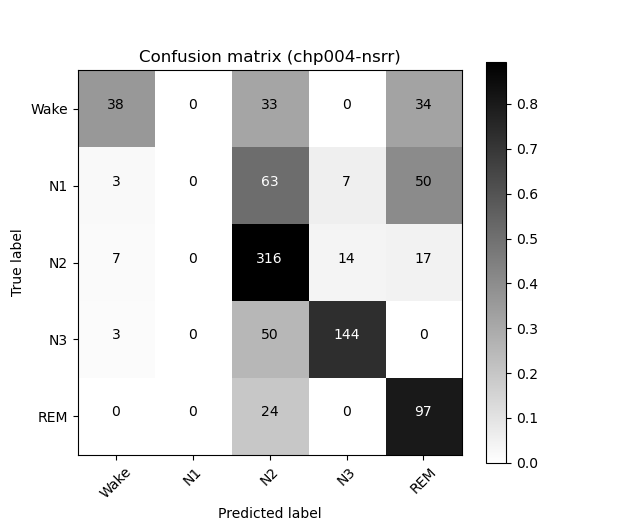 Confusion matrix (chp004-nsrr)
Wake 38 0 33 0 34
N1 3 0 63 7 50
N2 7 0 316 14 17
N3 3 0 50 144 0
REM 0 0 24 0 97
Wake N1 N2 N3 REM
True label
Predicted label
0.8
0.7
0.6
0.5
0.4
0.3
0.2
0.1
0.0